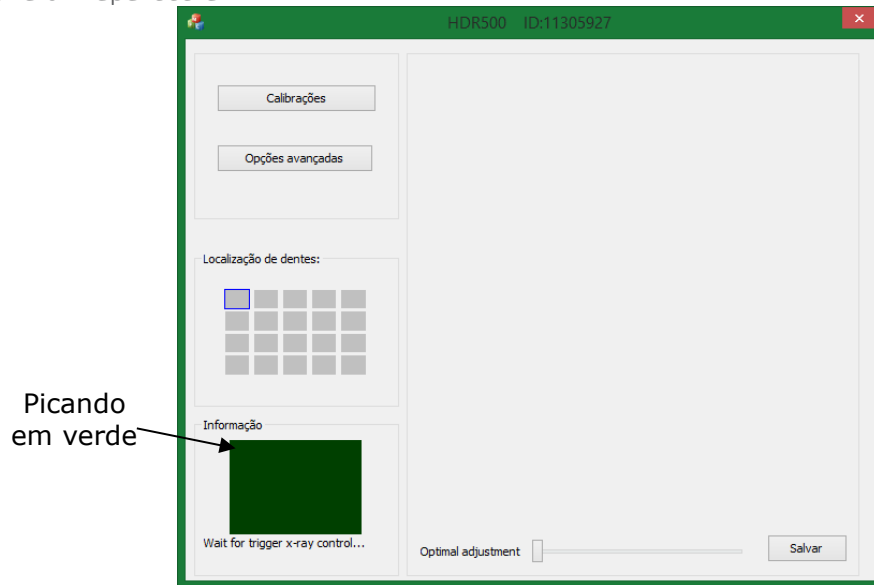 HDR500 ID:11305927
Calibrações
Opções avançadas
Localização de dentes:
Picando
em verde
Informação
Wait for trigger x-ray control...
Optimal adjustment
Salvar